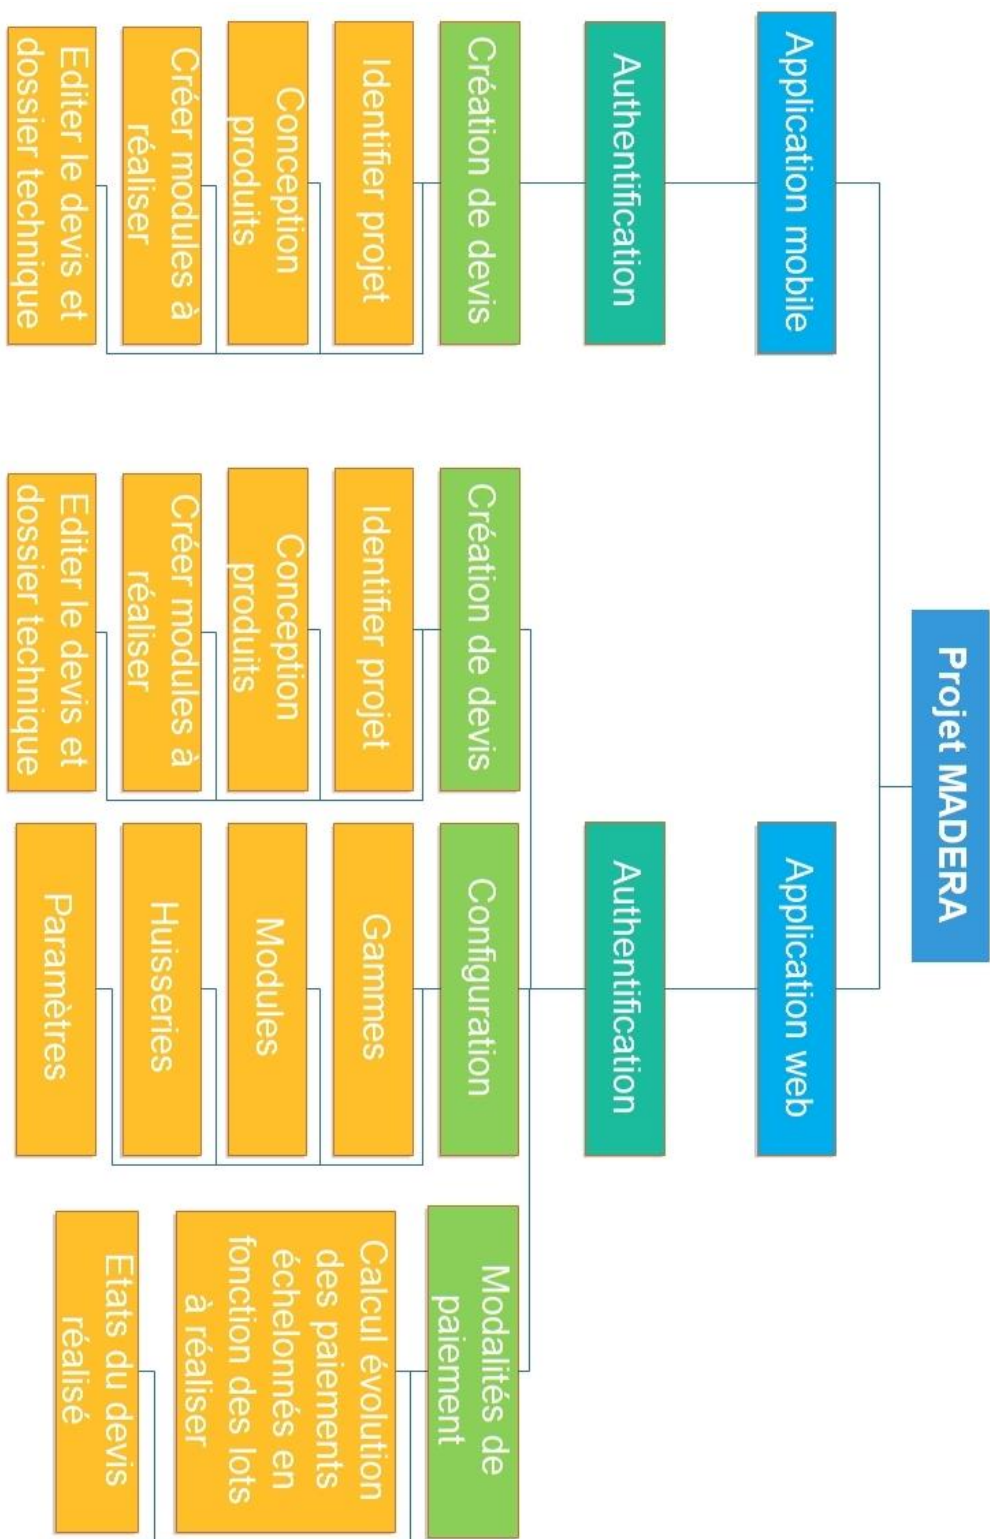 Projet MADERA
Application mobile
Application web
Authentification
Authentification
Création de devis
Création de devis
Configuration
Modalités de
paiement
Identifier projet
Conception
produits
Créer modules à
réaliser
Editer le devis et
dossier technique
Identifier projet
Conception
produits
Créer modules à
réaliser
Editer le devis et
dossier technique
Gammes
Modules
Huisseries
Paramètres
Calcul évolution
des paiements
échelonnés en
fonction des lots
à réaliser
Etats du devis
réalisé